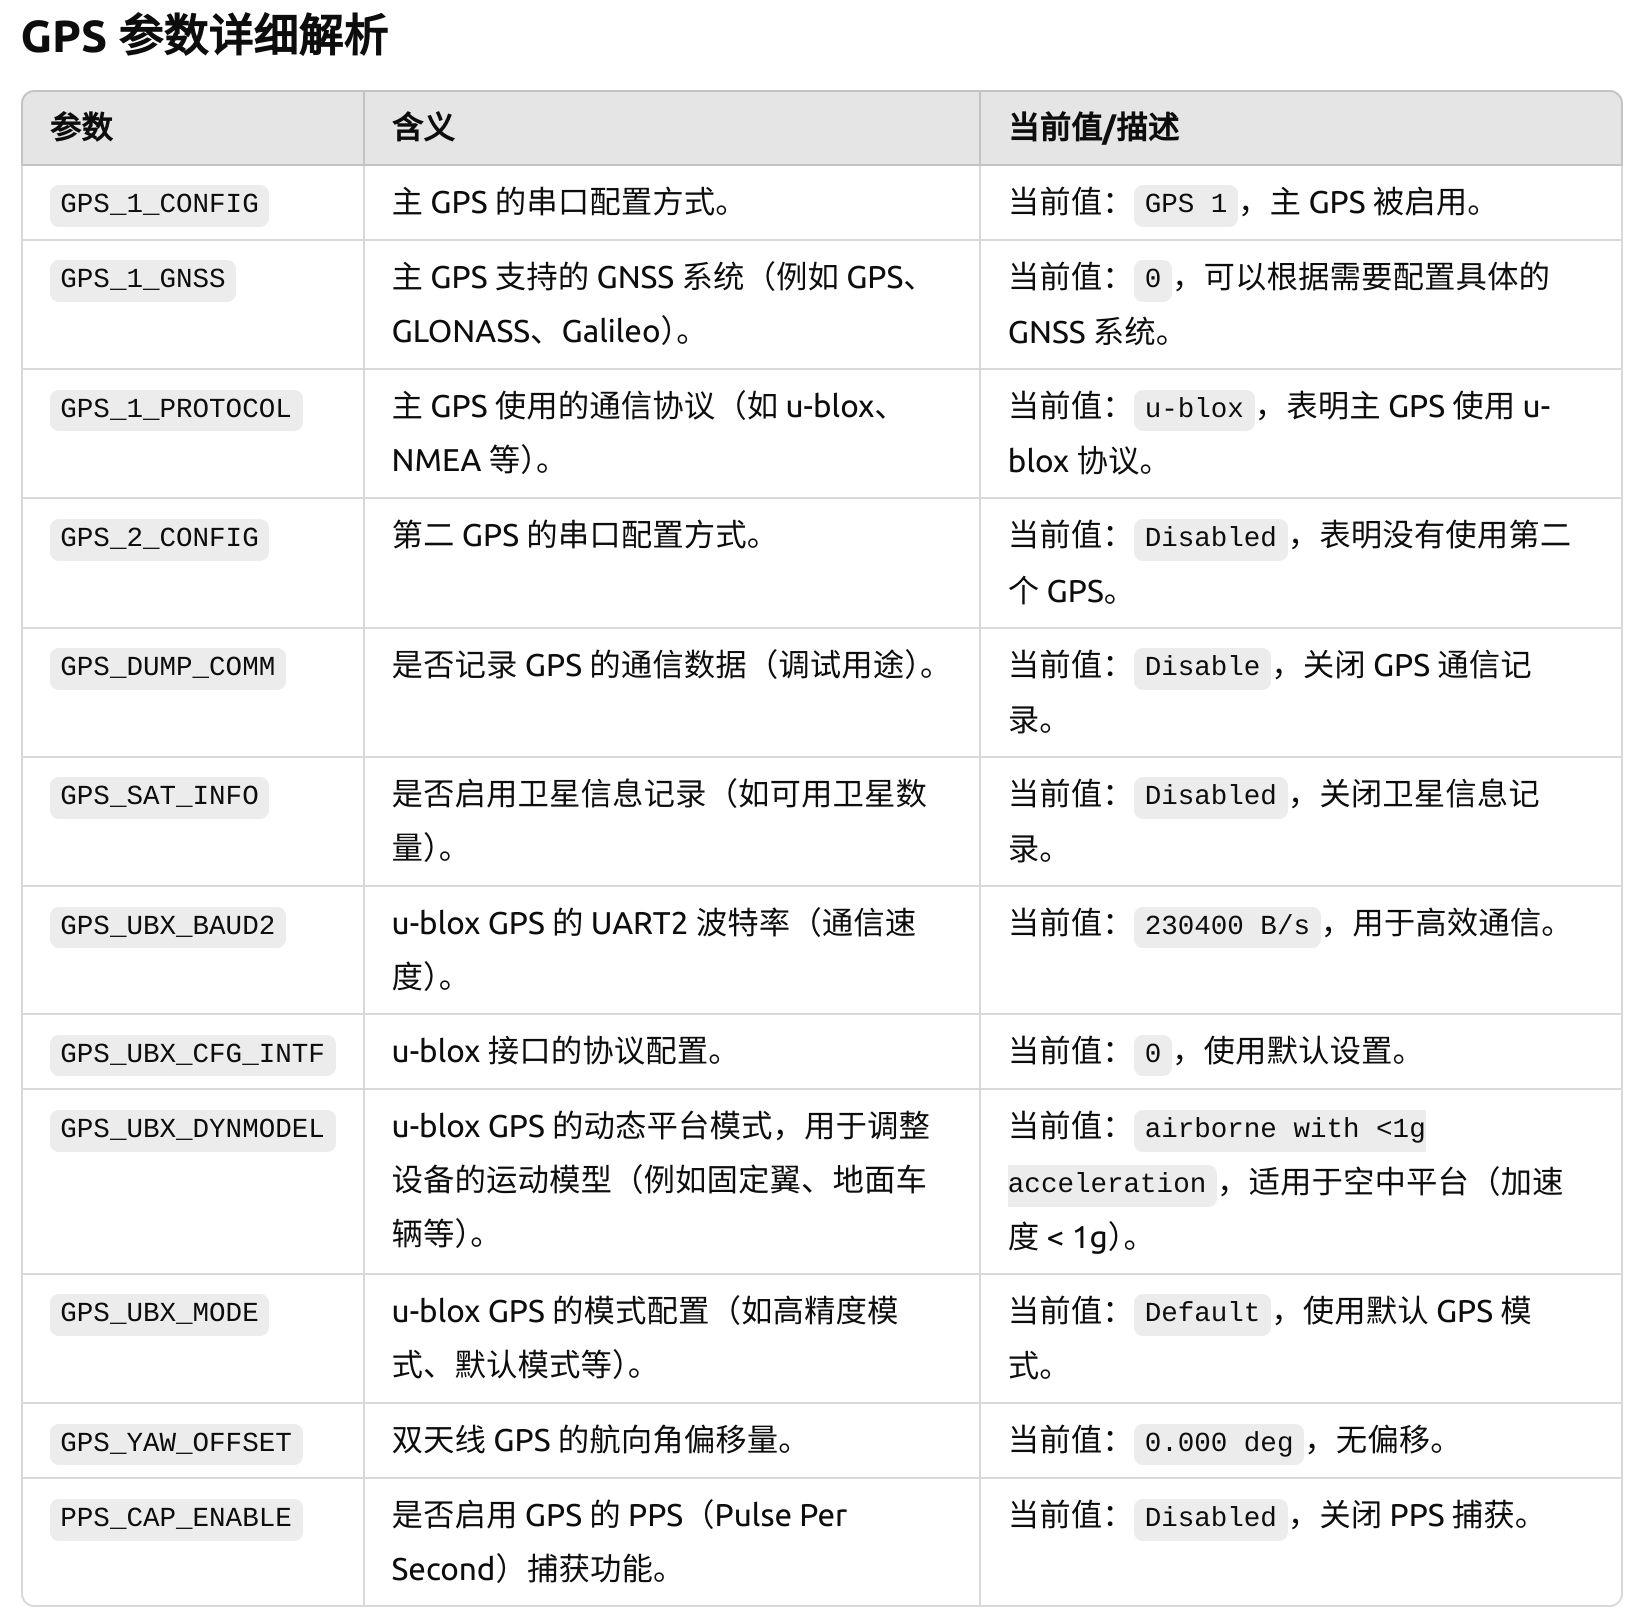 GPS 参数详细解析
参数 含义 当前值/描述
GPS_1_CONFIG 主 GPS 的串口配置方式。 当前值：GPS 1，主 GPS 被启用。
GPS_1_GNSS 主 GPS 支持的 GNSS 系统（例如 GPS、 当前值：0，可以根据需要配置具体的
GLONASS、Galileo）。 GNSS 系统。
GPS_1_PROTOCOL 主 GPS 使用的通信协议（如 u-blox、 当前值：u-blox，表明主 GPS 使用 u-
NMEA 等）。 blox 协议。
GPS_2_CONFIG 第二 GPS 的串口配置方式。 当前值：Disabled，表明没有使用第二
个 GPS。
GPS_DUMP_COMM 是否记录 GPS 的通信数据（调试用途）。 当前值：Disable，关闭 GPS 通信记
录。
GPS_SAT_INFO 是否启用卫星信息记录（如可用卫星数 当前值：Disabled，关闭卫星信息记
量）。 录。
GPS_UBX_BAUD2 u-blox GPS 的 UART2 波特率（通信速 当前值：230400 B/s，用于高效通信。
度）。
GPS_UBX_CFG_INTF u-blox 接口的协议配置。 当前值：0，使用默认设置。
GPS_UBX_DYNMODEL u-blox GPS 的动态平台模式，用于调整 当前值：airborne with <1g
设备的运动模型（例如固定翼、地面车 acceleration，适用于空中平台（加速
辆等）。 度 < 1g）。
GPS_UBX_MODE u-blox GPS 的模式配置（如高精度模 当前值：Default，使用默认 GPS 模
式、默认模式等）。 式。
GPS_YAW_OFFSET 双天线 GPS 的航向角偏移量。 当前值：0.000 deg，无偏移。
PPS_CAP_ENABLE 是否启用 GPS 的 PPS（Pulse Per 当前值：Disabled，关闭 PPS 捕获。
Second）捕获功能。